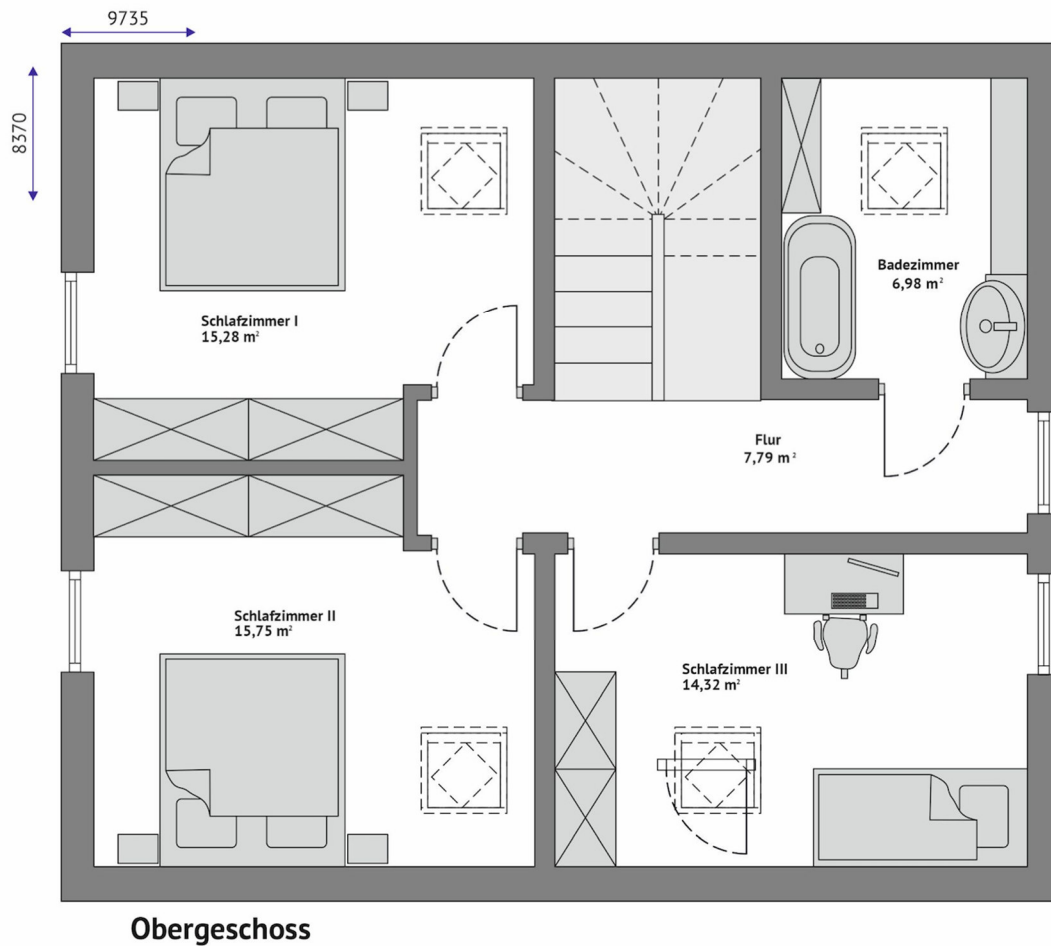 9735
8370
Schlafzimmer I
15,28 m²
Badezimmer
6,98 m²
Flur
7,79 m²
Schlafzimmer II
15,75 m²
Schlafzimmer III
14,32 m²
Obergeschoss